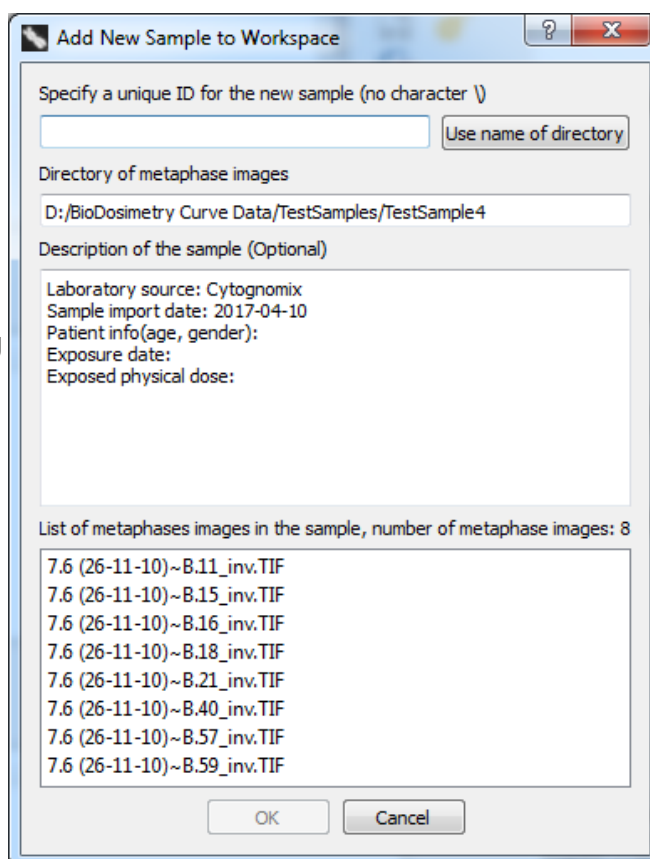 Add New Sample to Workspace
? X
Specify a unique ID for the new sample (no character \)
Use name of directory
Directory of metaphase images
D:/BioDosimetry Curve Data/TestSamples/TestSample4
Description of the sample (Optional)
Laboratory source: Cytognomix
Sample import date: 2017-04-10
Patient info(age, gender):
Exposure date:
Exposed physical dose:
List of metaphases images in the sample, number of metaphase images: 8
7.6 (26-11-10)~B.11_inv.TIF
7.6 (26-11-10)~B.15_inv.TIF
7.6 (26-11-10)~B.16_inv.TIF
7.6 (26-11-10)~B.18_inv.TIF
7.6 (26-11-10)~B.21_inv.TIF
7.6 (26-11-10)~B.40_inv.TIF
7.6 (26-11-10)~B.57_inv.TIF
7.6 (26-11-10)~B.59_inv.TIF
OK Cancel